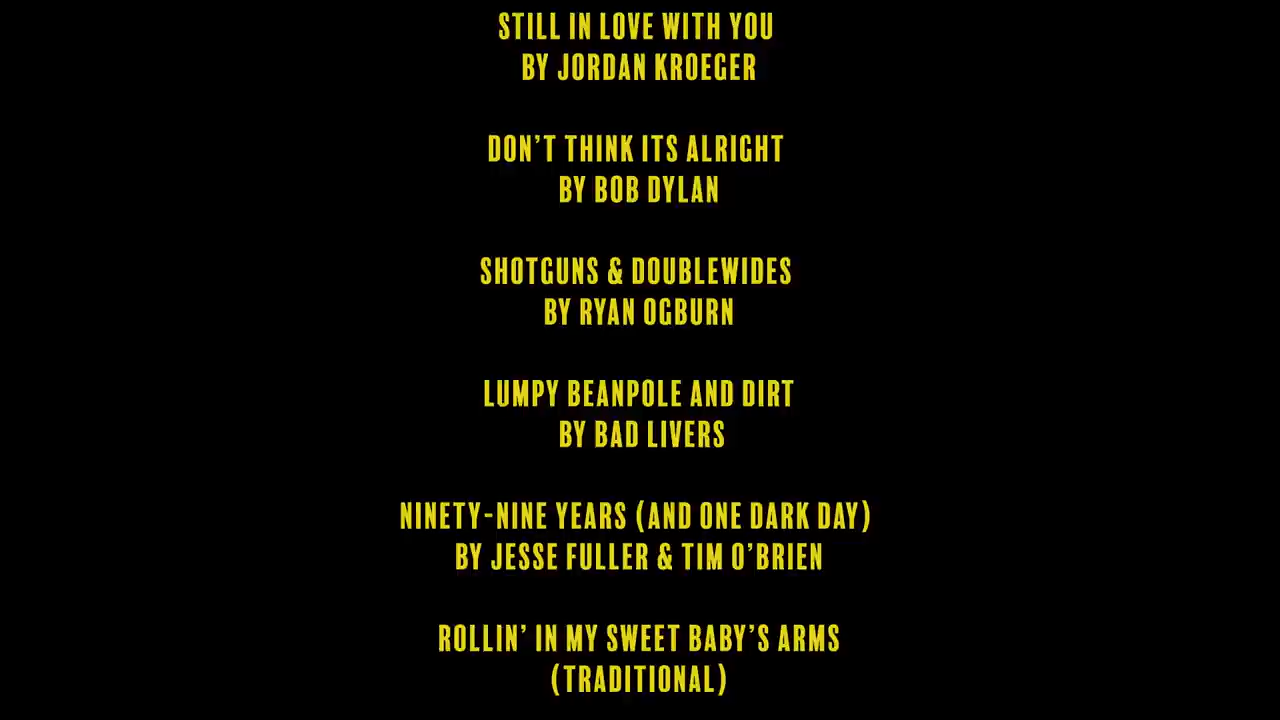 STILL IN LOVE WITH YOU
BY JORDAN KROEGER
DON’T THINK ITS ALRIGHT
BY BOB DYLAN
SHOTGUNS & DOUBLEWIDES
BY RYAN OGBURN
LUMPY BEANPOLE AND DIRT
BY BAD LIVERS
NINETY-NINE YEARS (AND ONE DARK DAY)
BY JESSE FULLER & TIM O’BRIEN
ROLLIN’ IN MY SWEET BABY’S ARMS
(TRADITIONAL)